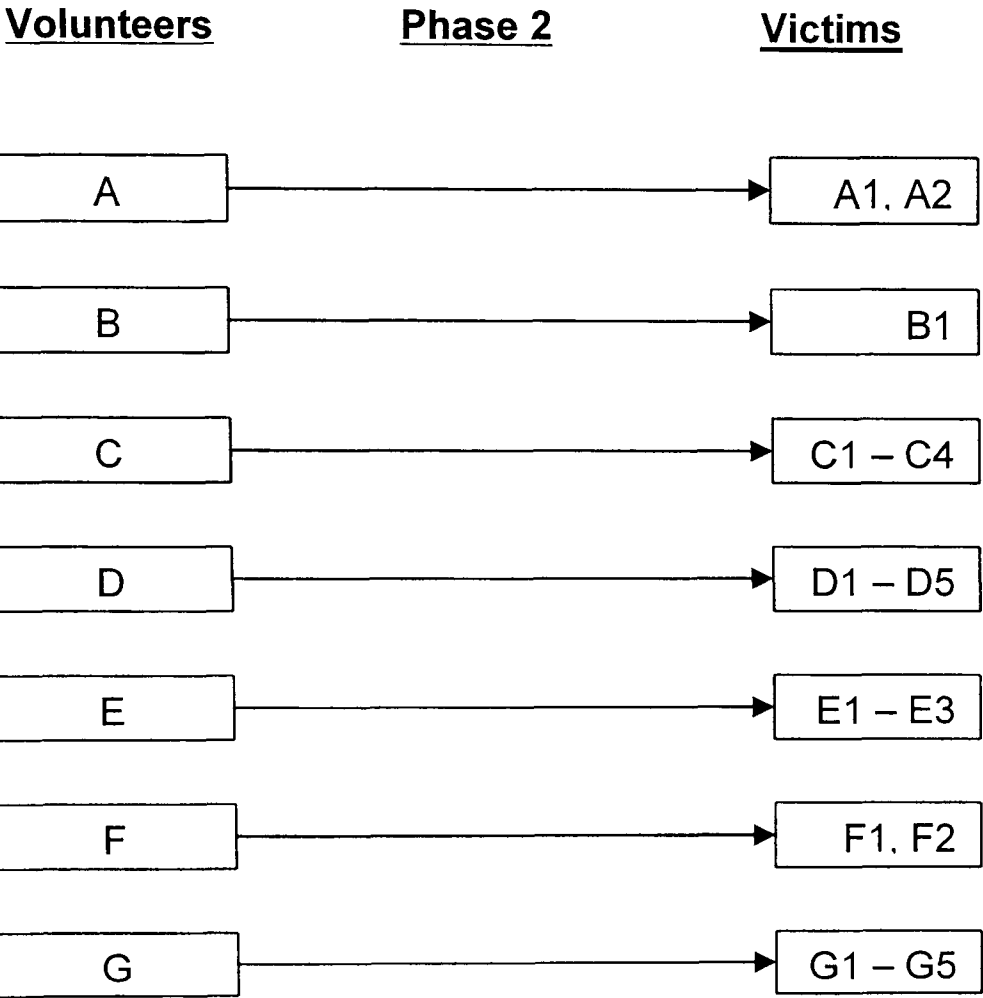 Volunteers Phase 2 Victims
A A1, A2
B B1
C C1 – C4
D D1 – D5
E E1 – E3
F F1, F2
G G1 – G5